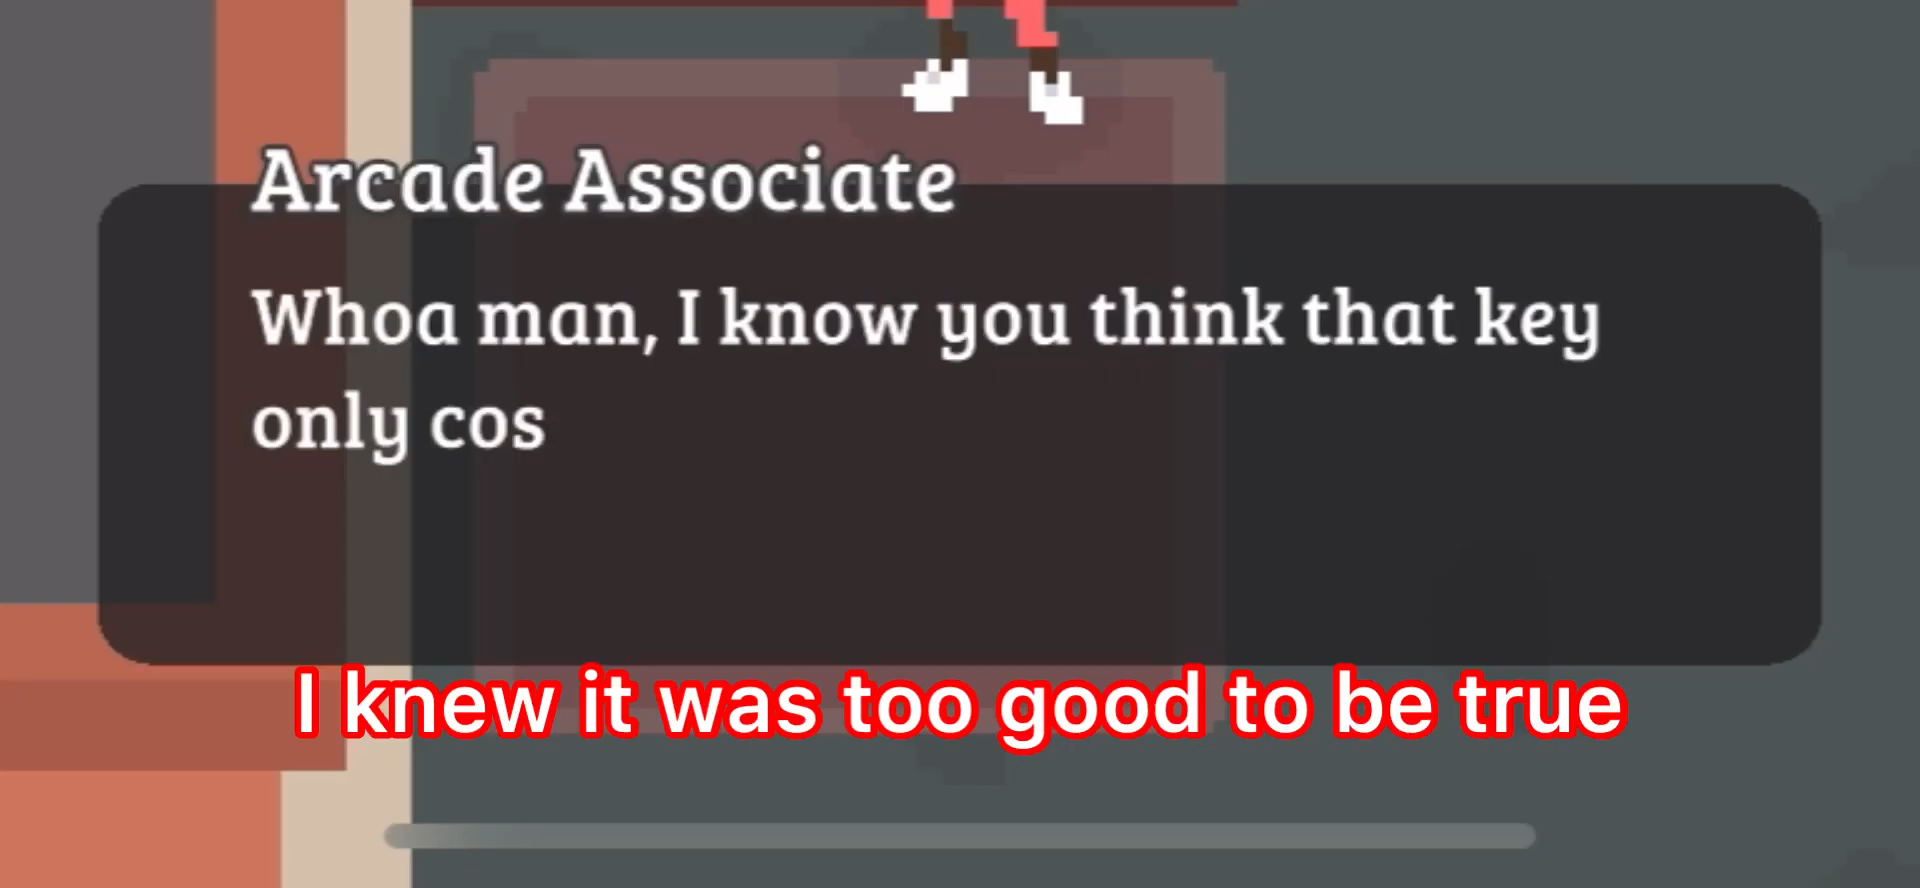 Arcade Associate
Whoa man, I know you think that key
only cos
I knew it was too good to be true